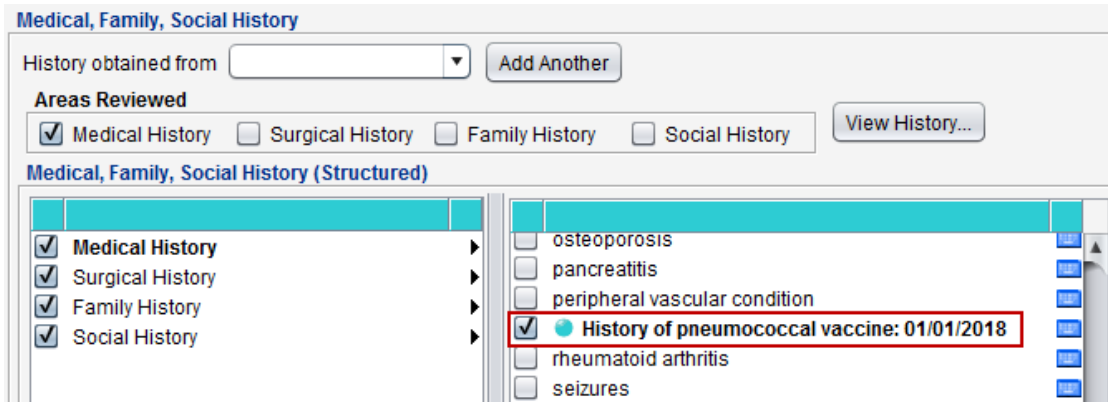 Medical, Family, Social History
History obtained from
Add Another
Areas Reviewed
Medical History
Surgical History
Family History
Social History
View History...
Medical, Family, Social History (Structured)
Medical History
Surgical History
Family History
Social History
osteoporosis
pancreatitis
peripheral vascular condition
History of pneumococcal vaccine: 01/01/2018
rheumatoid arthritis
seizures